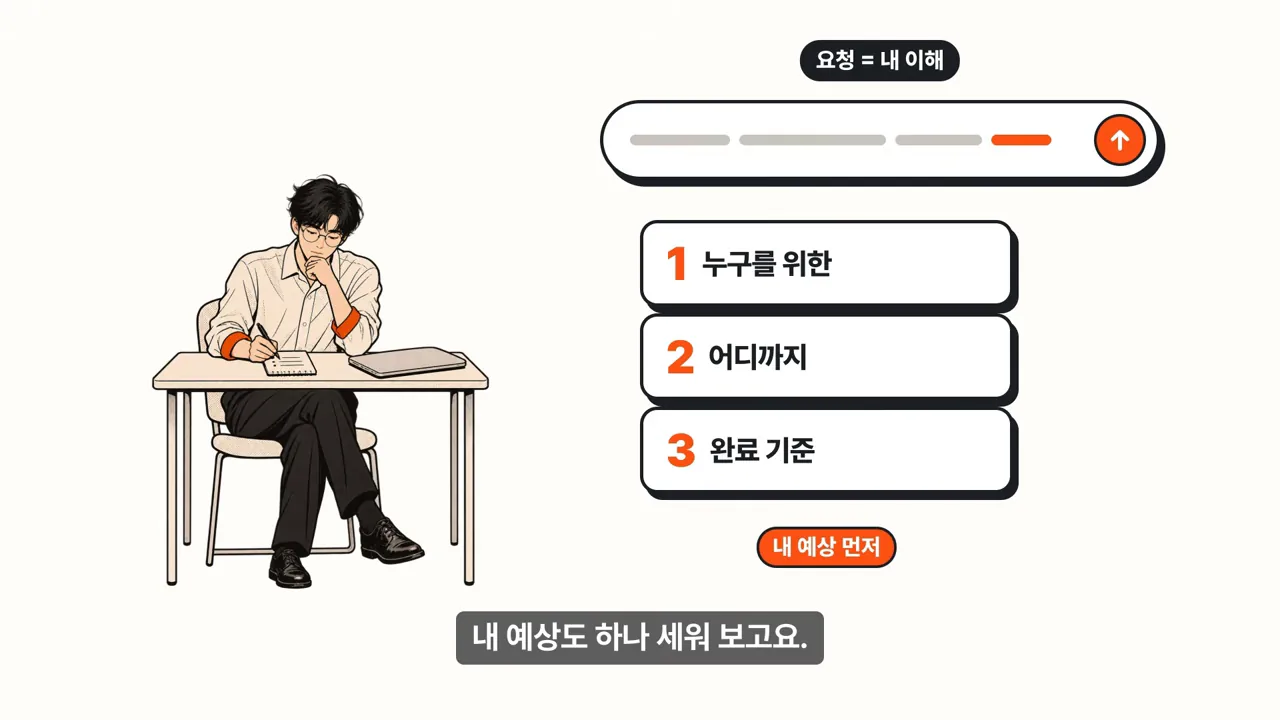 요청 = 내 이해
1 누구를 위한
2 어디까지
3 완료 기준
내 예상 먼저
내 예상도 하나 세워 보고요.